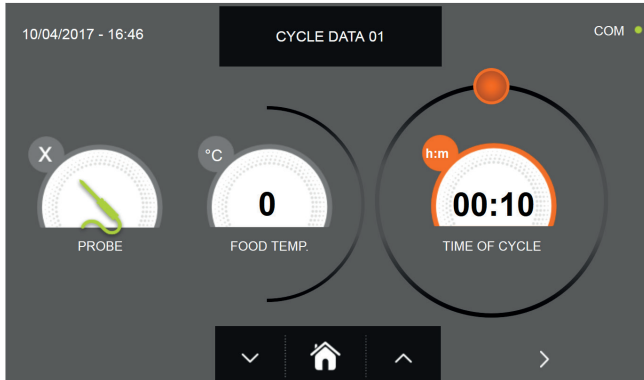 10/04/2017 - 16:46
CYCLE DATA 01
COM
X
°C
h:m
0
00:10
PROBE
FOOD TEMP.
TIME OF CYCLE